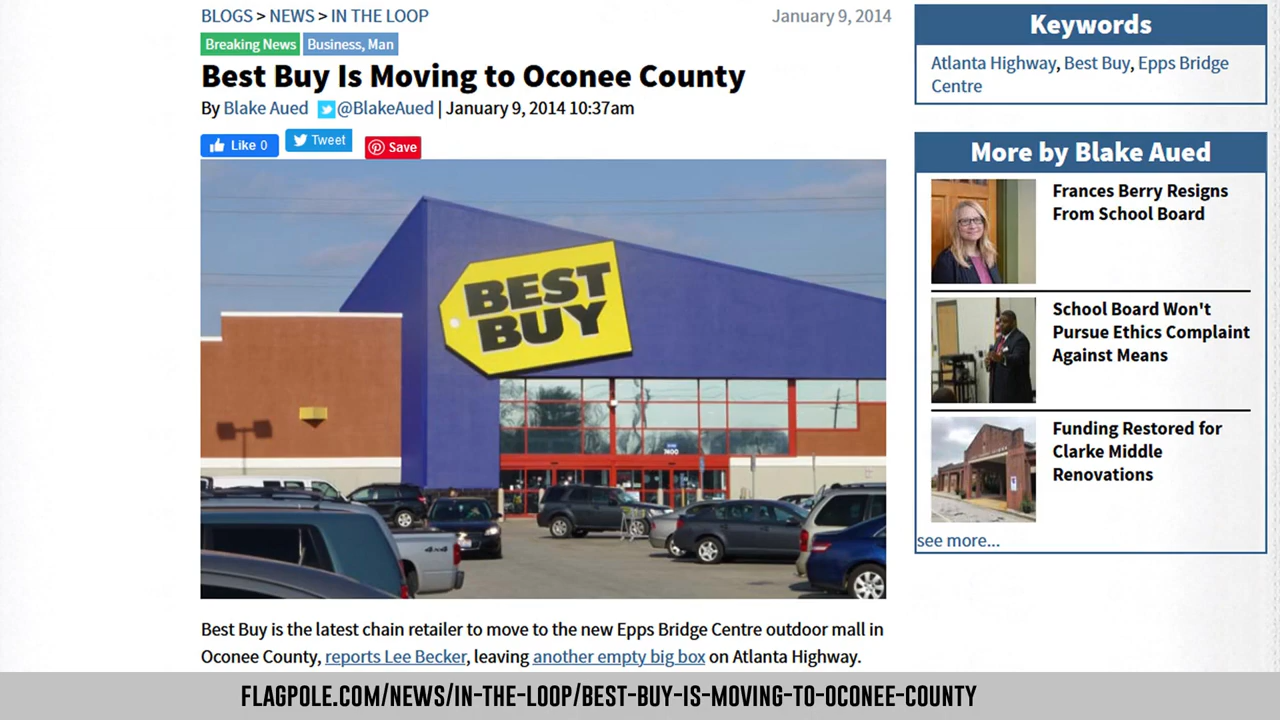 BLOGS > NEWS > IN THE LOOP
January 9, 2014
Breaking News
Business, Man
Best Buy Is Moving to Oconee County
By Blake Aued @BlakeAued | January 9, 2014 10:37am
Like 0
Tweet
Save
BEST
BUY
1400
4x4
Best Buy is the latest chain retailer to move to the new Epps Bridge Centre outdoor mall in
Oconee County, reports Lee Becker, leaving another empty big box on Atlanta Highway.
Keywords
Atlanta Highway, Best Buy, Epps Bridge
Centre
More by Blake Aued
Frances Berry Resigns
From School Board
School Board Won't
Pursue Ethics Complaint
Against Means
Funding Restored for
Clarke Middle
Renovations
see more...
FLAGPOLE.COM/NEWS/IN-THE-LOOP/BEST-BUY-IS-MOVING-TO-OCONEE-COUNTY